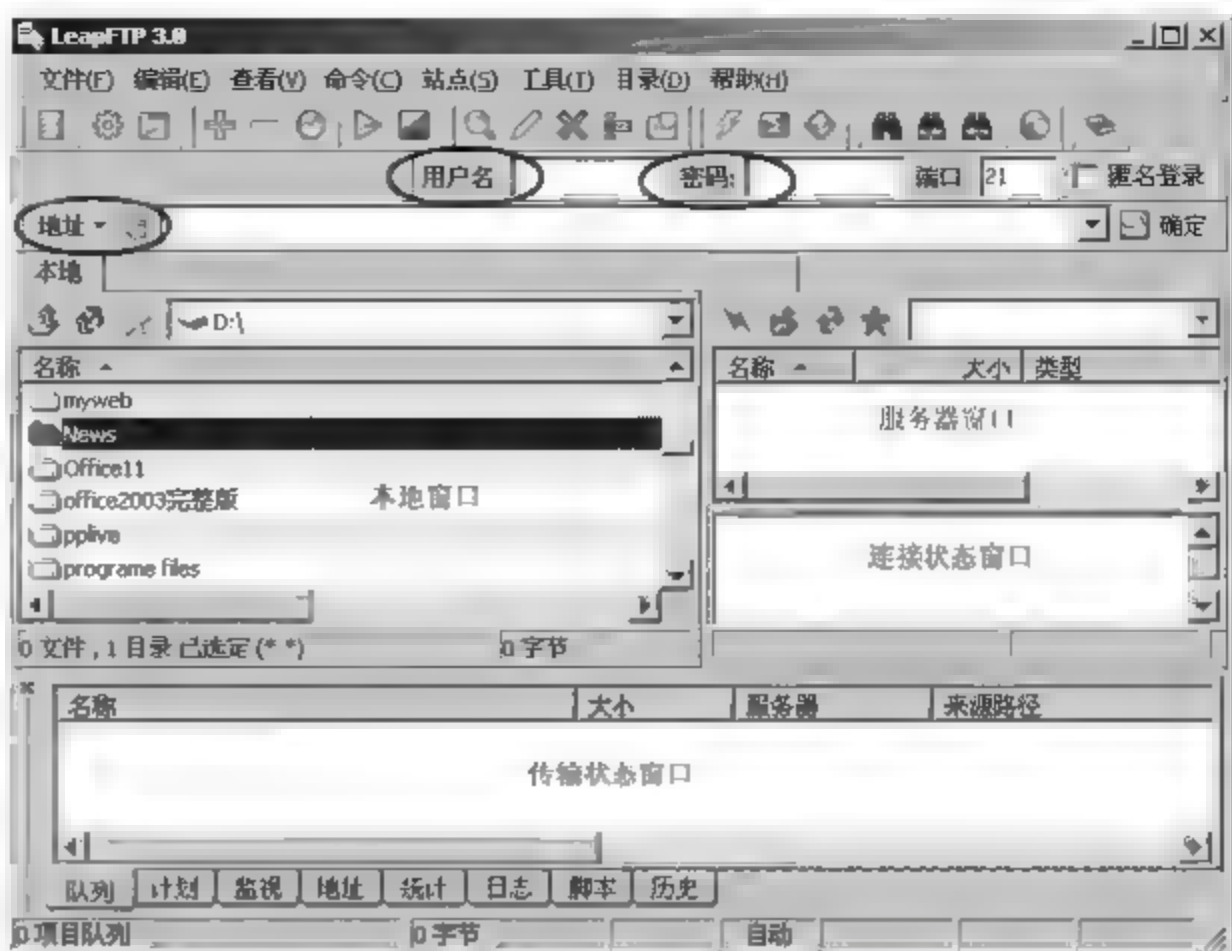 LeapFTP 3.0
文件(F) 编辑(E) 查看(V) 命令(C) 站点(S) 工具(T) 目录(D) 帮助(H)
用户名 密码: 端口 21 匿名登录
地址 确定
本地
D:\
名称
名称 大小 类型
myweb
News
Office11
office2003完整版
pplive
programe files
本地窗口
服务器窗口
连接状态窗口
0 文件 , 1 目录 已选定 (*.*) 0 字节
名称 大小 服务器 来源路径
传输状态窗口
队列 计划 监视 地址 统计 日志 脚本 历史
0 项目队列 0 字节 自动